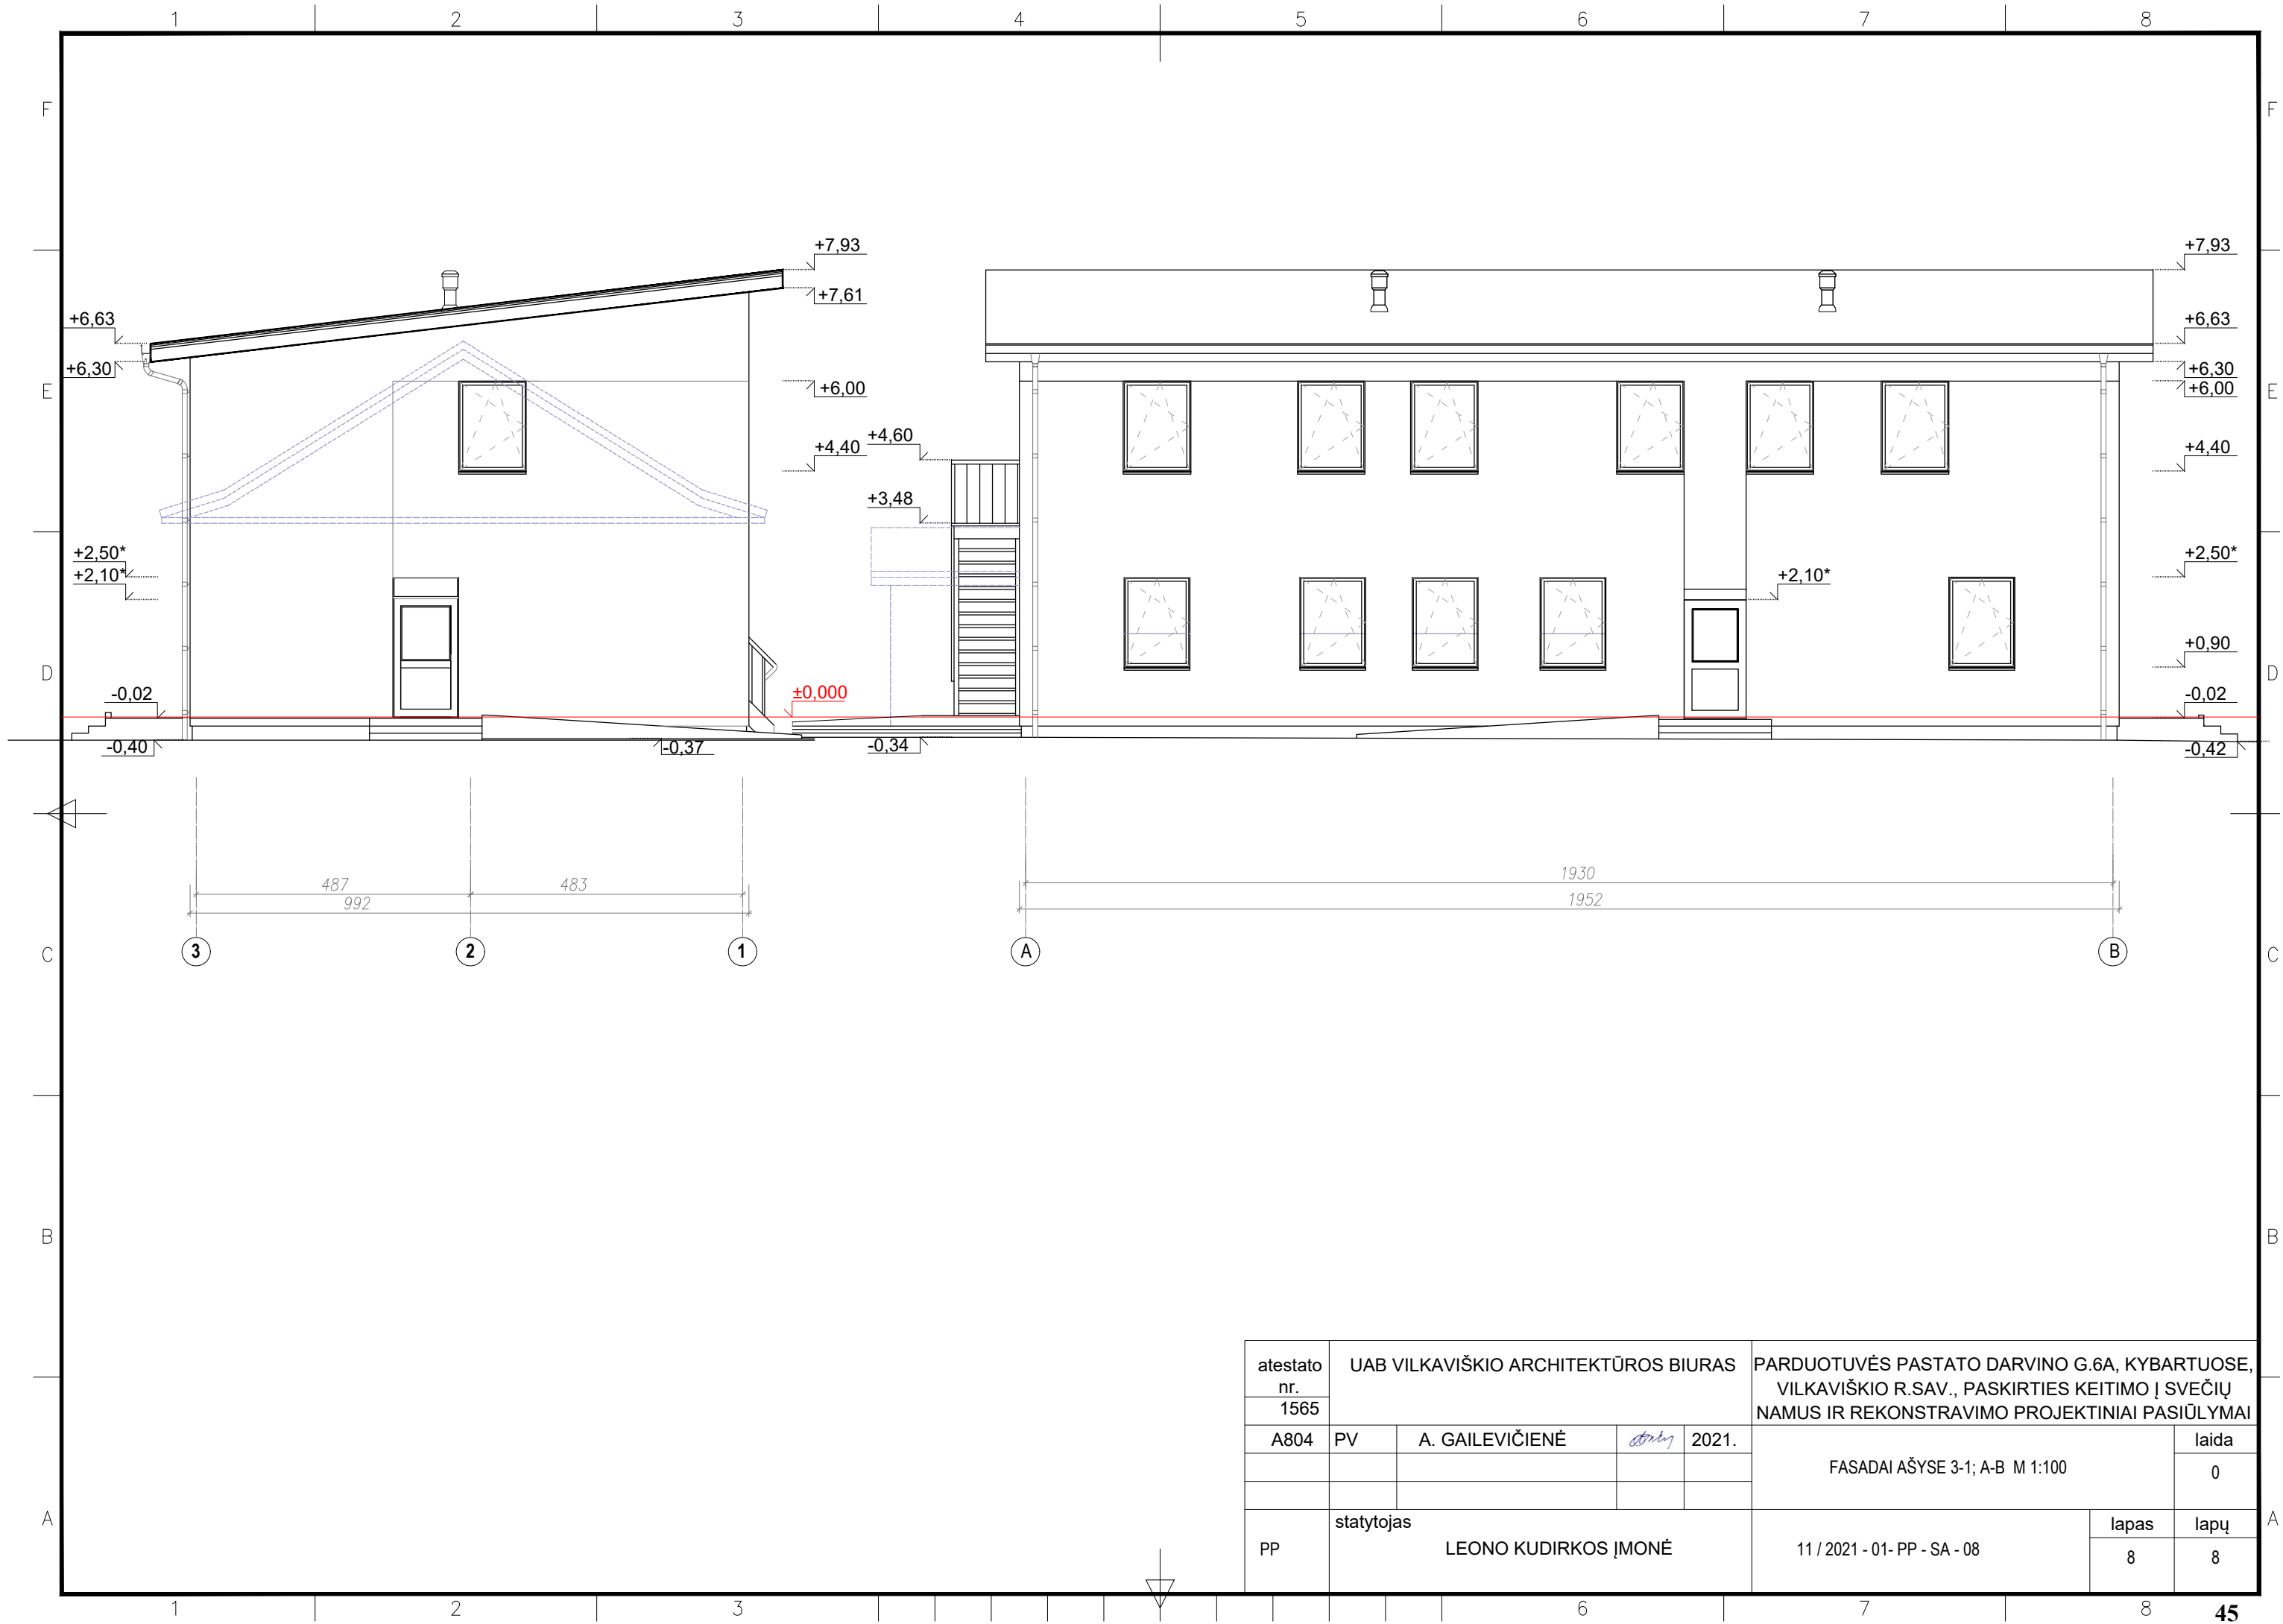 1 2 3 4 5 6 7 8
F F
+7,93 +7,93
+7,61
+6,63 +6,63
+6,30 +6,30
E +6,00 +6,00 E
+4,60
+4,40 +4,40
+3,48
+2,50* +2,50*
+2,10* +2,10*
+0,90
D D
-0,02 ±0,000 -0,02
-0,40 -0,37 -0,34 -0,42
487 483 1930
992 1952
3 2 1 A B
C C
B B
atestato
nr.
1565
UAB VILKAVIŠKIO ARCHITEKTŪROS BIURAS
PARDUOTUVĖS PASTATO DARVINO G.6A, KYBARTUOSE,
VILKAVIŠKIO R.SAV., PASKIRTIES KEITIMO Į SVEČIŲ
NAMUS IR REKONSTRAVIMO PROJEKTINIAI PASIŪLYMAI
A804 PV A. GAILEVIČIENĖ 2021.
FASADAI AŠYSE 3-1; A-B M 1:100
laida
0
A A
PP
statytojas
LEONO KUDIRKOS ĮMONĖ
11 / 2021 - 01- PP - SA - 08
lapas lapų
8 8
1 2 3 6 7 8
45